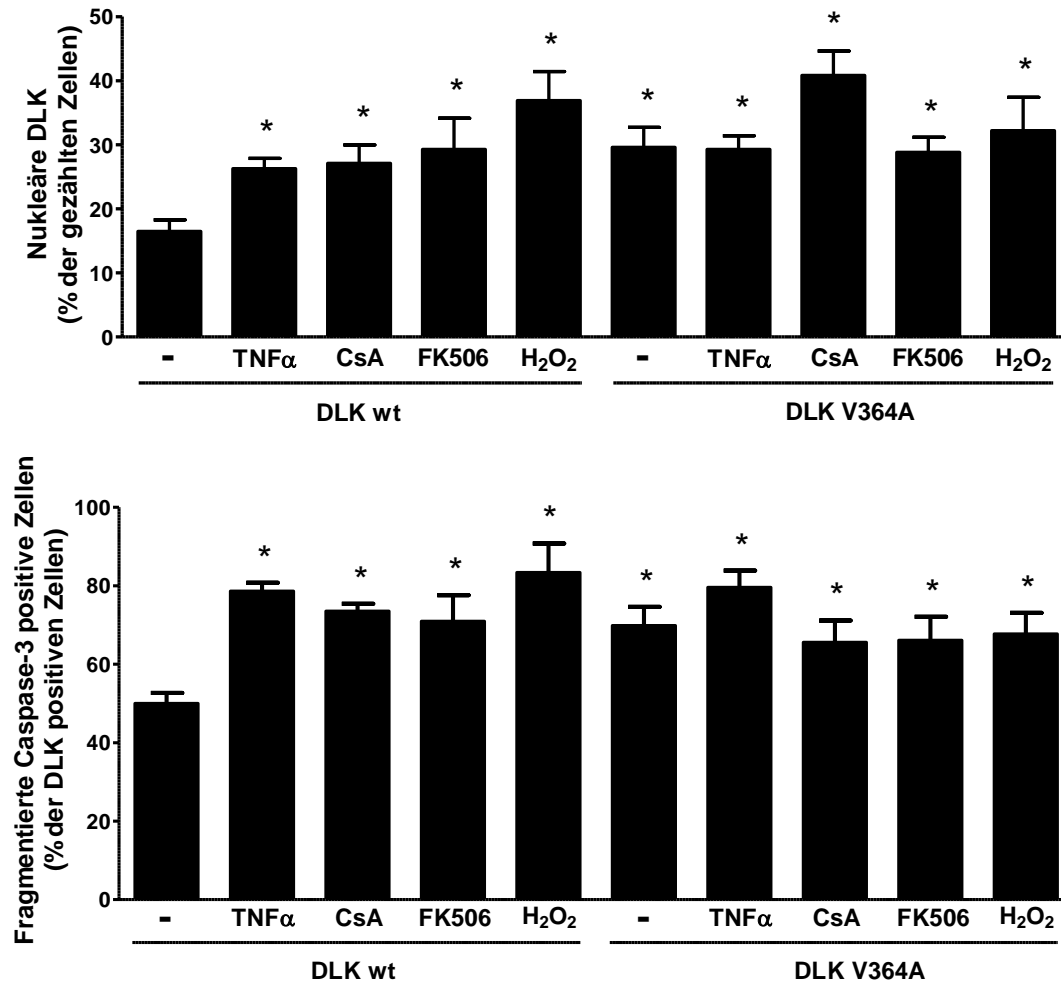 Nukleäre DLK
(% der gezählten Zellen)
50
40
30
20
10
0
* * * * * * * * *
- TNFα CsA FK506 H₂O₂ - TNFα CsA FK506 H₂O₂
DLK wt DLK V364A
Fragmentierte Caspase-3 positive Zellen
(% der DLK positiven Zellen)
100
80
60
40
20
0
* * * * * * * * *
- TNFα CsA FK506 H₂O₂ - TNFα CsA FK506 H₂O₂
DLK wt DLK V364A